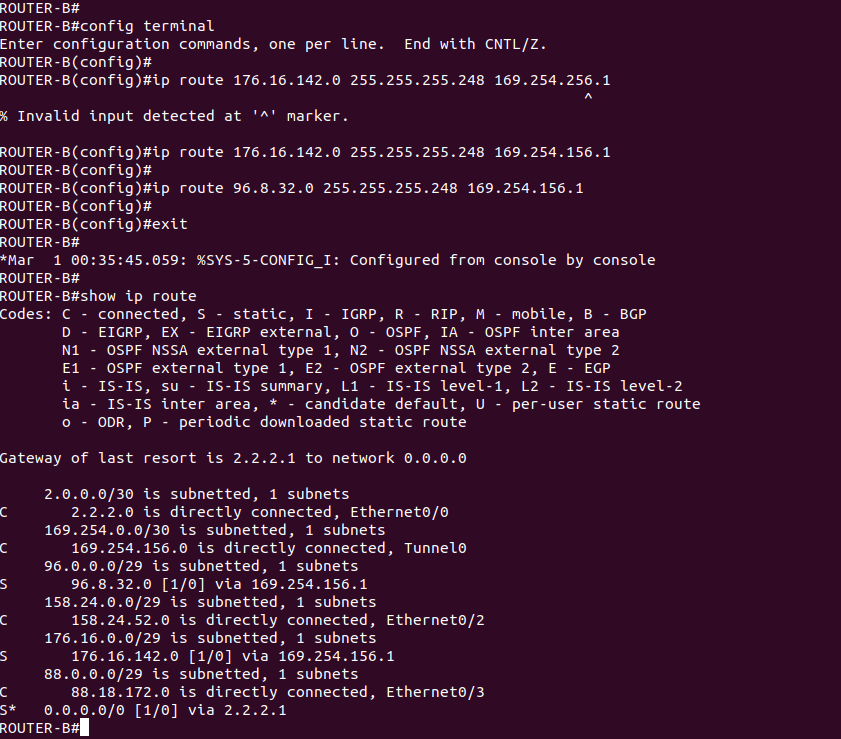 ROUTER-B#
ROUTER-B#config terminal
Enter configuration commands, one per line.  End with CNTL/Z.
ROUTER-B(config)#
ROUTER-B(config)#ip route 176.16.142.0 255.255.255.248 169.254.256.1
                                                                 ^
% Invalid input detected at '^' marker.

ROUTER-B(config)#ip route 176.16.142.0 255.255.255.248 169.254.156.1
ROUTER-B(config)#
ROUTER-B(config)#ip route 96.8.32.0 255.255.255.248 169.254.156.1
ROUTER-B(config)#
ROUTER-B(config)#exit
ROUTER-B#
*Mar  1 00:35:45.059: %SYS-5-CONFIG_I: Configured from console by console
ROUTER-B#
ROUTER-B#show ip route
Codes: C - connected, S - static, I - IGRP, R - RIP, M - mobile, B - BGP
       D - EIGRP, EX - EIGRP external, O - OSPF, IA - OSPF inter area
       N1 - OSPF NSSA external type 1, N2 - OSPF NSSA external type 2
       E1 - OSPF external type 1, E2 - OSPF external type 2, E - EGP
       i - IS-IS, su - IS-IS summary, L1 - IS-IS level-1, L2 - IS-IS level-2
       ia - IS-IS inter area, * - candidate default, U - per-user static route
       o - ODR, P - periodic downloaded static route

Gateway of last resort is 2.2.2.1 to network 0.0.0.0

     2.0.0.0/30 is subnetted, 1 subnets
C       2.2.2.0 is directly connected, Ethernet0/0
     169.254.0.0/30 is subnetted, 1 subnets
C       169.254.156.0 is directly connected, Tunnel0
     96.0.0.0/29 is subnetted, 1 subnets
S       96.8.32.0 [1/0] via 169.254.156.1
     158.24.0.0/29 is subnetted, 1 subnets
C       158.24.52.0 is directly connected, Ethernet0/2
     176.16.0.0/29 is subnetted, 1 subnets
S       176.16.142.0 [1/0] via 169.254.156.1
     88.0.0.0/29 is subnetted, 1 subnets
C       88.18.172.0 is directly connected, Ethernet0/3
S*   0.0.0.0/0 [1/0] via 2.2.2.1
ROUTER-B#